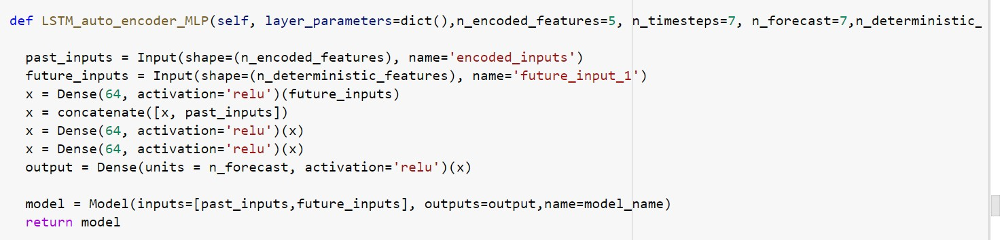 def LSTM_auto_encoder_MLP(self, layer_parameters=dict(),n_encoded_features=5, n_timesteps=7, n_forecast=7,n_deterministic_
past_inputs = Input(shape=(n_encoded_features), name='encoded_inputs')
future_inputs = Input(shape=(n_deterministic_features), name='future_input_1')
x = Dense(64, activation='relu')(future_inputs)
x = concatenate([x, past_inputs])
x = Dense(64, activation='relu')(x)
x = Dense(64, activation='relu')(x)
output = Dense(units = n_forecast, activation='relu')(x)
model = Model(inputs=[past_inputs,future_inputs], outputs=output,name=model_name)
return model